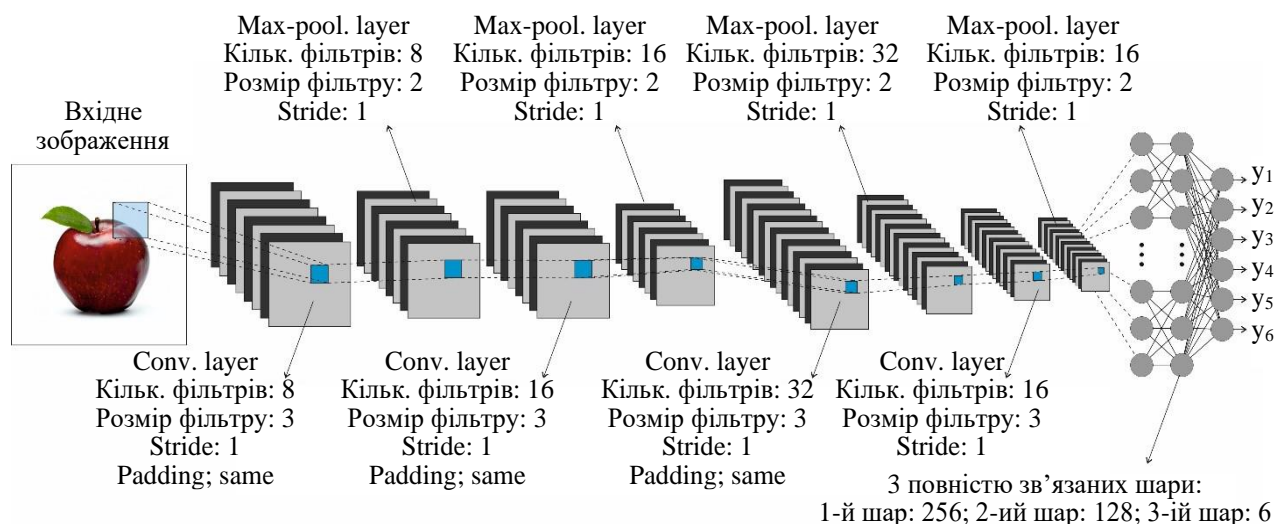 Max-pool. layer
Кільк. фільтрів: 8
Розмір фільтру: 2
Stride: 1
Max-pool. layer
Кільк. фільтрів: 16
Розмір фільтру: 2
Stride: 1
Max-pool. layer
Кільк. фільтрів: 32
Розмір фільтру: 2
Stride: 1
Max-pool. layer
Кільк. фільтрів: 16
Розмір фільтру: 2
Stride: 1
Вхідне
зображення
y1
y2
y3
y4
y5
y6
Conv. layer
Кільк. фільтрів: 8
Розмір фільтру: 3
Stride: 1
Padding; same
Conv. layer
Кільк. фільтрів: 16
Розмір фільтру: 3
Stride: 1
Padding; same
Conv. layer
Кільк. фільтрів: 32
Розмір фільтру: 3
Stride: 1
Padding; same
Conv. layer
Кільк. фільтрів: 16
Розмір фільтру: 3
Stride: 1
3 повністю зв’язаних шари:
1-й шар: 256; 2-ий шар: 128; 3-ій шар: 6